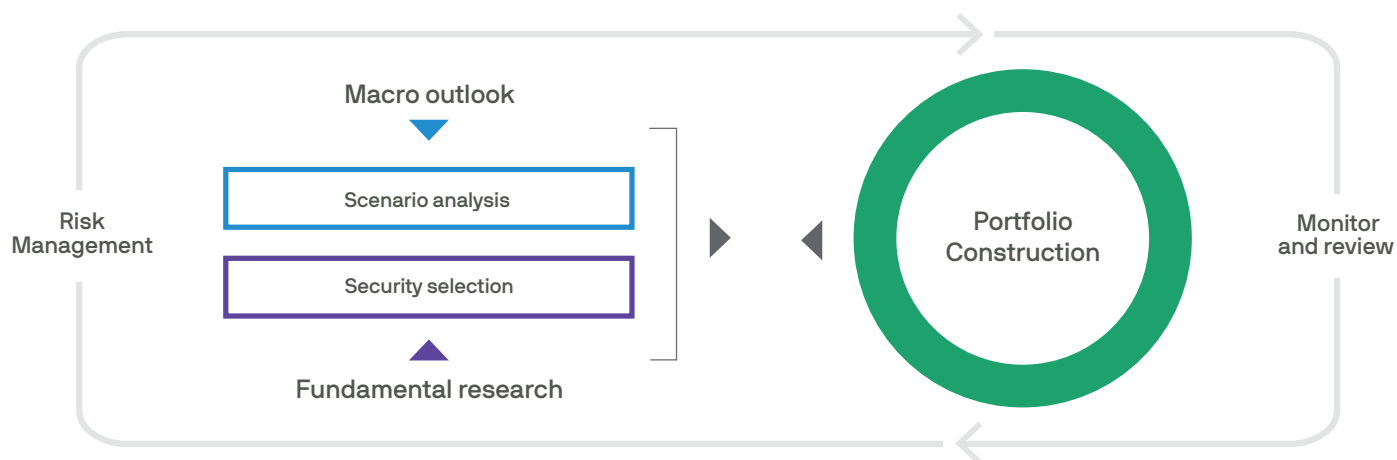 Macro outlook
Scenario analysis
Security selection
Fundamental research
Risk
Management
Portfolio
Construction
Monitor
and review